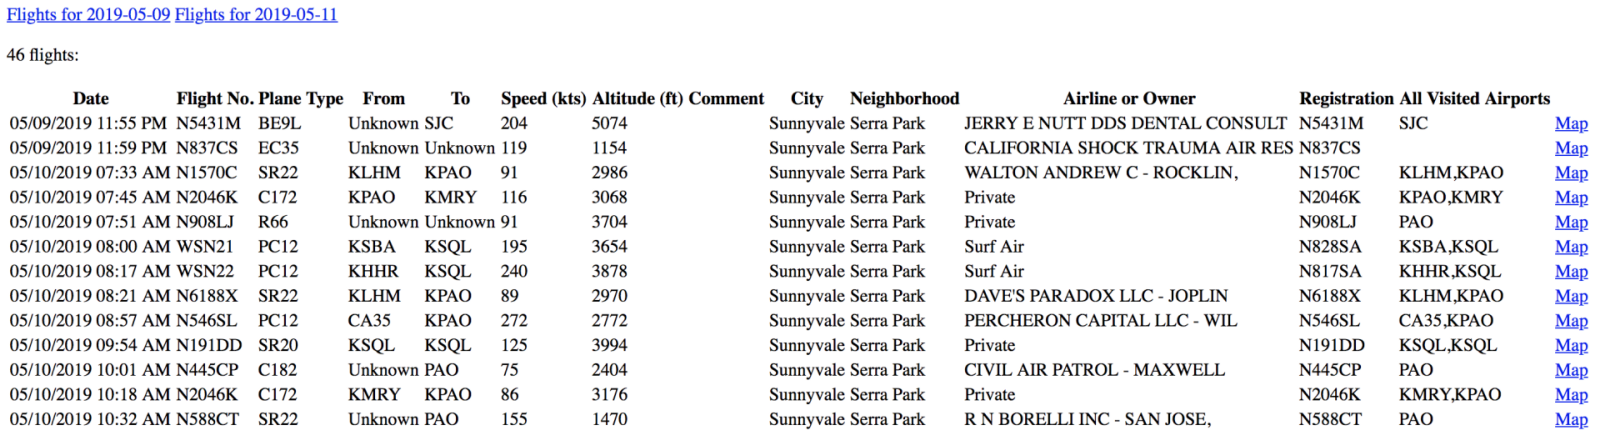 Flights for 2019-05-09 Flights for 2019-05-11
46 flights:
Date Flight No. Plane Type From To Speed (kts) Altitude (ft) Comment City Neighborhood Airline or Owner Registration All Visited Airports
05/09/2019 11:55 PM N5431M BE9L Unknown SJC 204 5074 Sunnyvale Serra Park JERRY E NUTT DDS DENTAL CONSULT N5431M SJC Map
05/09/2019 11:59 PM N837CS EC35 Unknown Unknown 119 1154 Sunnyvale Serra Park CALIFORNIA SHOCK TRAUMA AIR RES N837CS Map
05/10/2019 07:33 AM N1570C SR22 KLHM KPAO 91 2986 Sunnyvale Serra Park WALTON ANDREW C - ROCKLIN, N1570C KLHM,KPAO Map
05/10/2019 07:45 AM N2046K C172 KPAO KMRY 116 3068 Sunnyvale Serra Park Private N2046K KPAO,KMRY Map
05/10/2019 07:51 AM N908LJ R66 Unknown Unknown 91 3704 Sunnyvale Serra Park Private N908LJ PAO Map
05/10/2019 08:00 AM WSN21 PC12 KSBA KSQL 195 3654 Sunnyvale Serra Park Surf Air N828SA KSBA,KSQL Map
05/10/2019 08:17 AM WSN22 PC12 KHHR KSQL 240 3878 Sunnyvale Serra Park Surf Air N817SA KHHR,KSQL Map
05/10/2019 08:21 AM N6188X SR22 KLHM KPAO 89 2970 Sunnyvale Serra Park DAVE'S PARADOX LLC - JOPLIN N6188X KLHM,KPAO Map
05/10/2019 08:57 AM N546SL PC12 CA35 KPAO 272 2772 Sunnyvale Serra Park PERCHERON CAPITAL LLC - WIL N546SL CA35,KPAO Map
05/10/2019 09:54 AM N191DD SR20 KSQL KSQL 125 3994 Sunnyvale Serra Park Private N191DD KSQL,KSQL Map
05/10/2019 10:01 AM N445CP C182 Unknown PAO 75 2404 Sunnyvale Serra Park CIVIL AIR PATROL - MAXWELL N445CP PAO Map
05/10/2019 10:18 AM N2046K C172 KMRY KPAO 86 3176 Sunnyvale Serra Park Private N2046K KMRY,KPAO Map
05/10/2019 10:32 AM N588CT SR22 Unknown PAO 155 1470 Sunnyvale Serra Park R N BORELLI INC - SAN JOSE, N588CT PAO Map